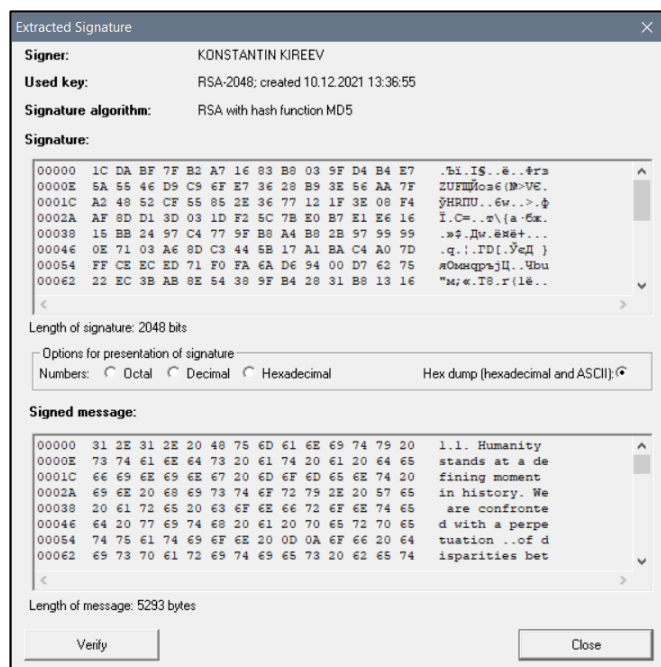 Extracted Signature
Signer: KONSTANTIN KIREEV
Used key: RSA-2048; created 10.12.2021 13:36:55
Signature algorithm: RSA with hash function MD5
Signature:
00000 1C DA BF 7F B2 A7 16 83 B8 03 9F D4 B4 E7 .Ъї.І§..ё..Фґз
0000E 5A 55 46 D9 C9 6F E7 36 28 B9 3E 56 AA 7F ZUFЩЙoз6(№>VЄ.
0001C A2 48 52 CF 55 85 2E 36 77 12 1F 3E 08 F4 ўHRПU..6w..>.ф
0002A AF 8D D1 3D 03 1D F2 5C 7B E0 B7 E1 E6 16 Ї.С=..т\{а·бж.
00038 15 BB 24 97 C4 77 9F B8 A4 B8 2B 97 99 99 .»$.Дw.ё¤ё+...
00046 0E 71 03 A6 8D C3 44 5B 17 A1 BA C4 A0 7D .q.¦.ГD[.ЎєД }
00054 FF CE EC ED 71 F0 FA 6A D6 94 00 D7 62 75 яОмнqръjЦ..Чbu
00062 22 EC 3B AB 8E 54 38 9F B4 28 31 B8 13 16 "м;«.T8.ґ(1ё..
Length of signature: 2048 bits
Options for presentation of signature
Numbers: Octal Decimal Hexadecimal Hex dump (hexadecimal and ASCII):
Signed message:
00000 31 2E 31 2E 20 48 75 6D 61 6E 69 74 79 20 1.1. Humanity
0000E 73 74 61 6E 64 73 20 61 74 20 61 20 64 65 stands at a de
0001C 66 69 6E 69 6E 67 20 6D 6F 6D 65 6E 74 20 fining moment
0002A 69 6E 20 68 69 73 74 6F 72 79 2E 20 57 65 in history. We
00038 20 61 72 65 20 63 6F 6E 66 72 6F 6E 74 65 are confronte
00046 64 20 77 69 74 68 20 61 20 70 65 72 70 65 d with a perpe
00054 74 75 61 74 69 6F 6E 20 0D 0A 6F 66 20 64 tuation ..of d
00062 69 73 70 61 72 69 74 69 65 73 20 62 65 74 isparities bet
Length of message: 5293 bytes
Verify Close